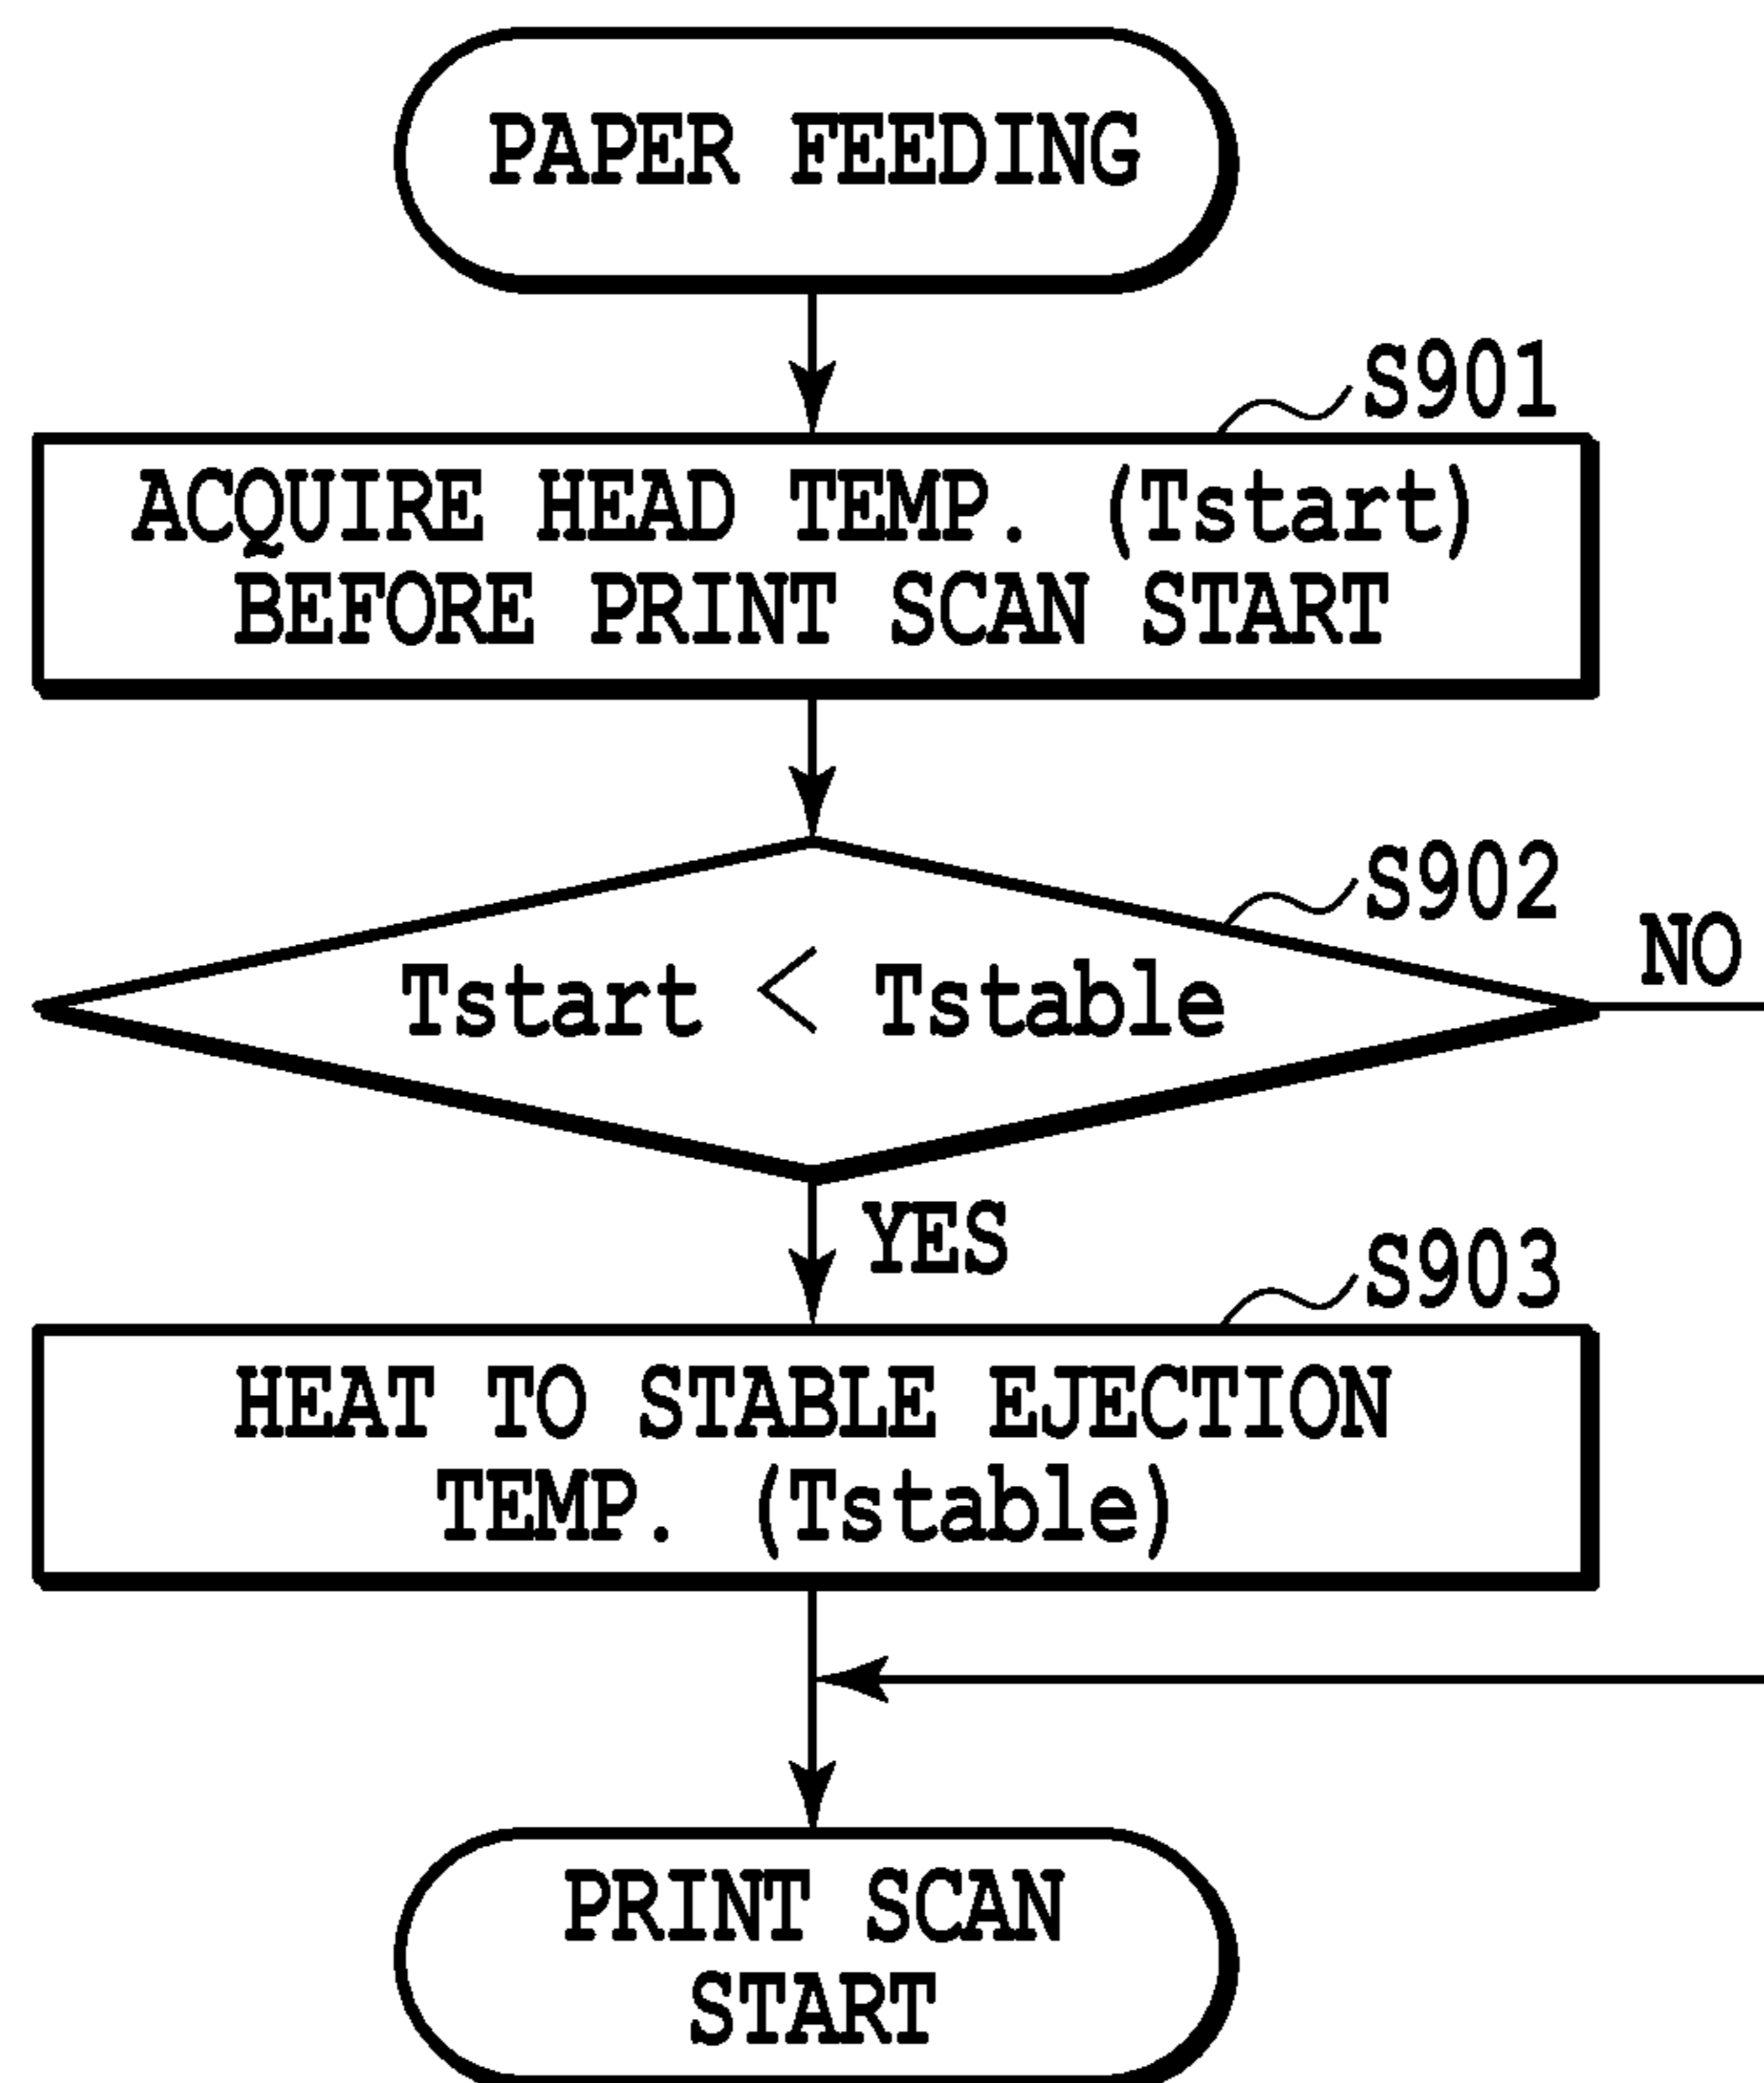 PAPER FEEDING
S901
ACQUIRE HEAD TEMP. (Tstart)
BEFORE PRINT SCAN START
S902
NO
Tstart < Tstable
YES
S903
HEAT TO STABLE EJECTION
TEMP. (Tstable)
PRINT SCAN
START